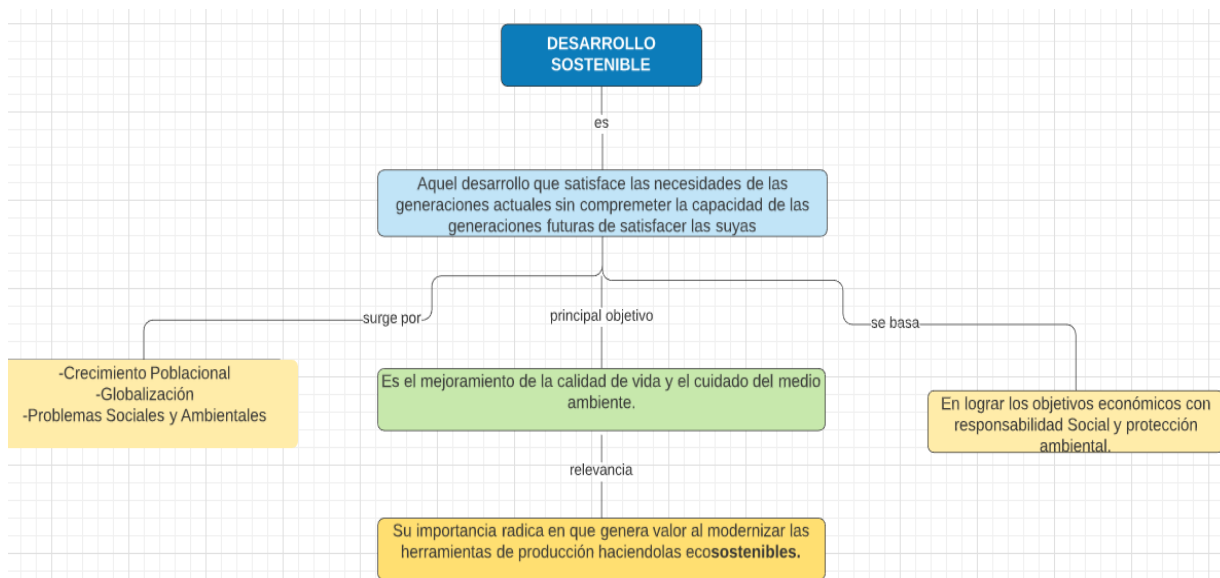 DESARROLLO
SOSTENIBLE
es
Aquel desarrollo que satisface las necesidades de las
generaciones actuales sin compremeter la capacidad de las
generaciones futuras de satisfacer las suyas
surge por
principal objetivo
se basa
-Crecimiento Poblacional
-Globalización
-Problemas Sociales y Ambientales
Es el mejoramiento de la calidad de vida y el cuidado del medio
ambiente.
En lograr los objetivos económicos con
responsabilidad Social y protección
ambiental.
relevancia
Su importancia radica en que genera valor al modernizar las
herramientas de producción haciendolas ecosostenibles.